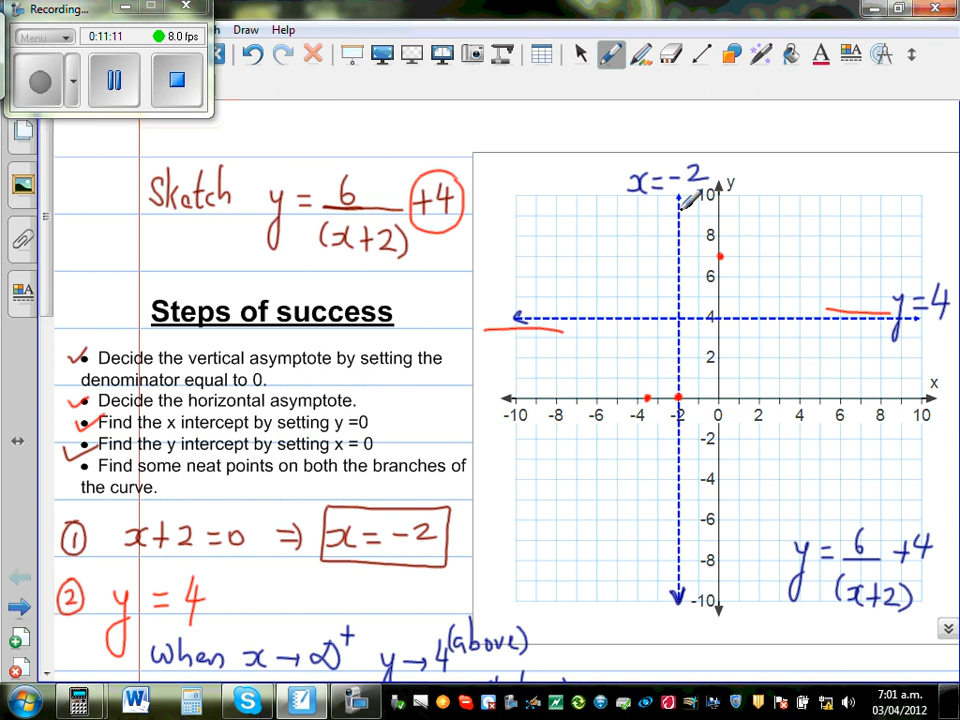 Recording...
Menu
0:11:11
8.0 fps
Draw Help
Sketch y = 6/(x+2) +4
Steps of success
Decide the vertical asymptote by setting the
denominator equal to 0.
Decide the horizontal asymptote.
Find the x intercept by setting y =0
Find the y intercept by setting x = 0
Find some neat points on both the branches of
the curve.
① x+2=0 ⇒ x = -2
② y = 4
when x → ∞⁺ y → 4 (above)
x=-2
y
10
8
6
y=4
4
2
x
-10 -8 -6 -4 -2 0 2 4 6 8 10
-2
-4
-6
-8
-10
y = 6/(x+2) +4
7:01 a.m.
03/04/2012